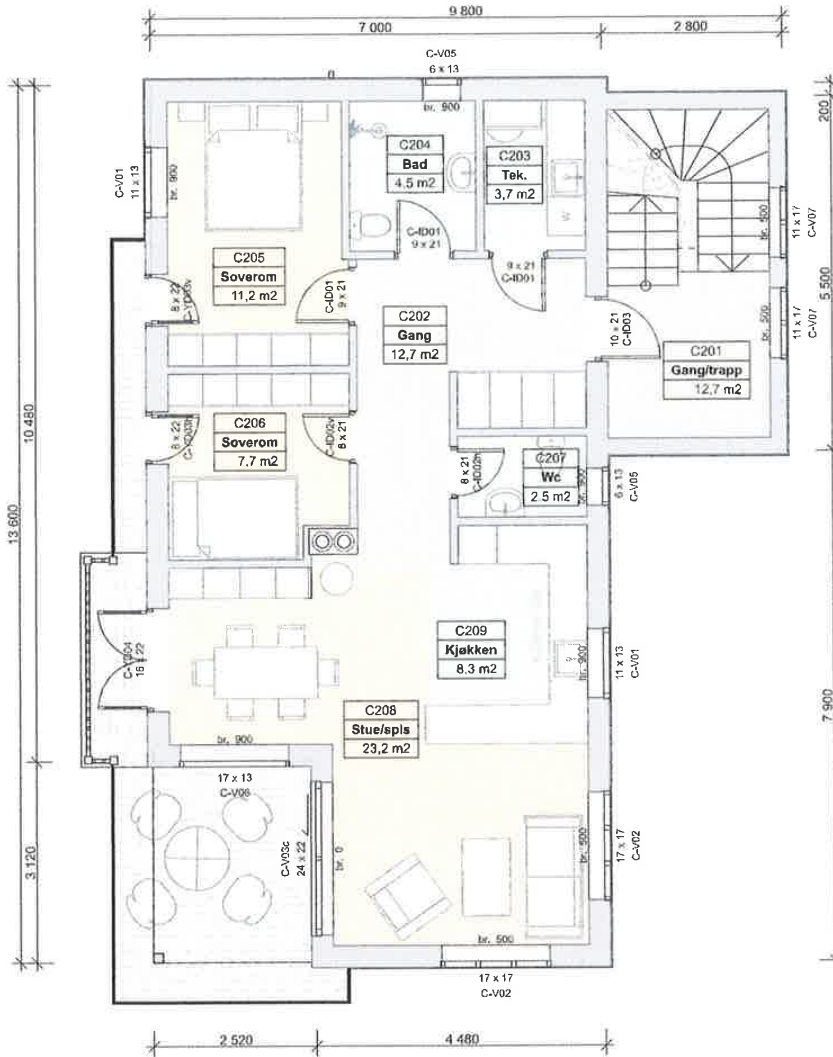 9 800
7 000
2 800
C-V05
6 x 13
br. 900
200
C-V01
11 x 13
br. 900
C204
Bad
4,5 m2
C203
Tek.
3,7 m2
W
C-ID01
9 x 21
9 x 21
C-ID01
br. 500
11 x 17
C-V07
5 500
C205
Soverom
11,2 m2
C-ID01
9 x 21
8 x 22
C-YD03v
C202
Gang
12,7 m2
10 x 21
C-ID03
br. 500
11 x 17
C-V07
C201
Gang/trapp
12,7 m2
10 480
13 600
8 x 22
C-YD03h
C206
Soverom
7,7 m2
C-ID02v
8 x 21
8 x 21
C-ID02h
C207
Wc
2,5 m2
br. 900
6 x 13
C-V05
C209
Kjøkken
8,3 m2
br. 900
11 x 13
C-V01
C-YD04
16 x 22
C208
Stue/spis
23,2 m2
7 900
br. 900
17 x 13
C-V06
3 120
C-V03c
24 x 22
br. 0
br. 500
17 x 17
C-V02
br. 500
17 x 17
C-V02
2 520
4 480